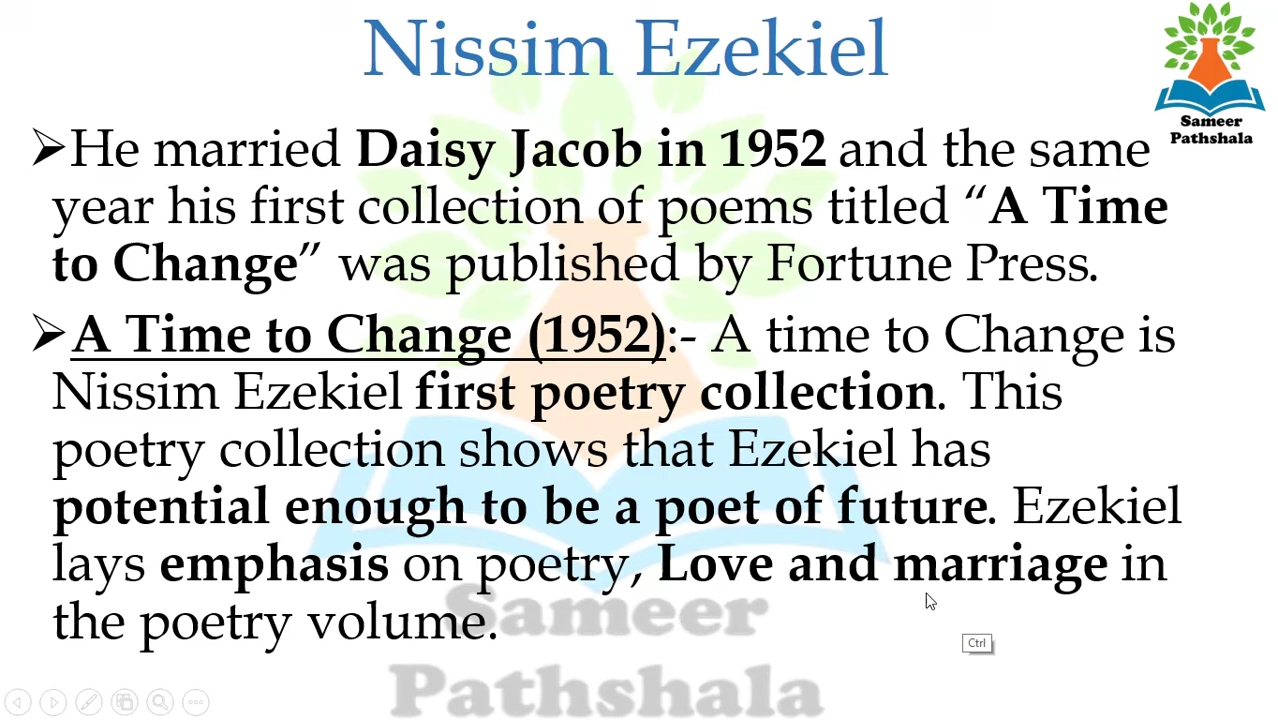 Nissim Ezekiel
Sameer
Pathshala
➢He married Daisy Jacob in 1952 and the same
year his first collection of poems titled “A Time
to Change” was published by Fortune Press.
➢A Time to Change (1952):- A time to Change is
Nissim Ezekiel first poetry collection. This
poetry collection shows that Ezekiel has
potential enough to be a poet of future. Ezekiel
lays emphasis on poetry, Love and marriage in
the poetry volume.
Sameer
Pathshala
Ctrl